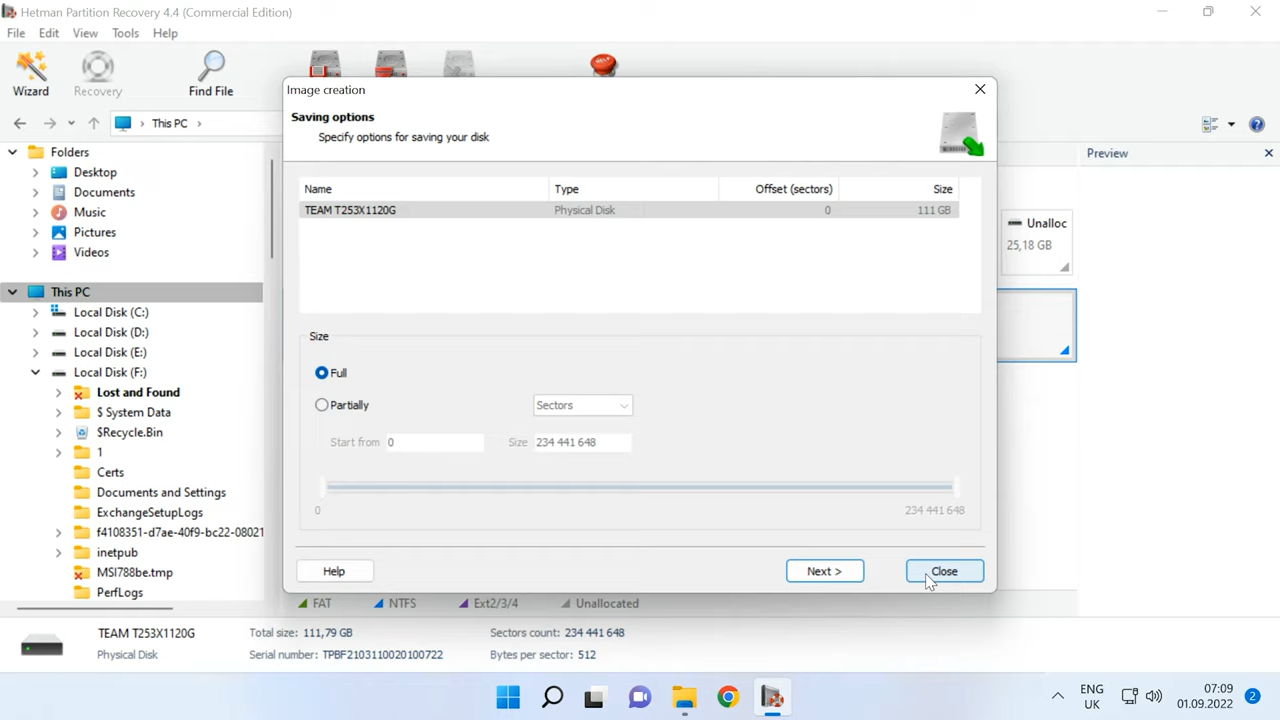 Hetman Partition Recovery 4.4 (Commercial Edition)
File Edit View Tools Help
Wizard Recovery Find File
This PC
Image creation
Saving options
Specify options for saving your disk
Name Type Offset (sectors) Size
TEAM T253X1120G Physical Disk 0 111 GB
Size
Full
Partially Sectors
Start from 0 Size 234 441 648
0 234 441 648
Help Next > Close
Folders
Desktop
Documents
Music
Pictures
Videos
This PC
Local Disk (C:)
Local Disk (D:)
Local Disk (E:)
Local Disk (F:)
Lost and Found
$ System Data
$Recycle.Bin
1
Certs
Documents and Settings
ExchangeSetupLogs
f4108351-d7ae-40f9-bc22-08021
inetpub
MSI788be.tmp
PerfLogs
Preview
Unalloc
25,18 GB
FAT NTFS Ext2/3/4 Unallocated
TEAM T253X1120G Total size: 111,79 GB Sectors count: 234 441 648
Physical Disk Serial number: TPBF2103110020100722 Bytes per sector: 512
ENG
UK
07:09
01.09.2022
2